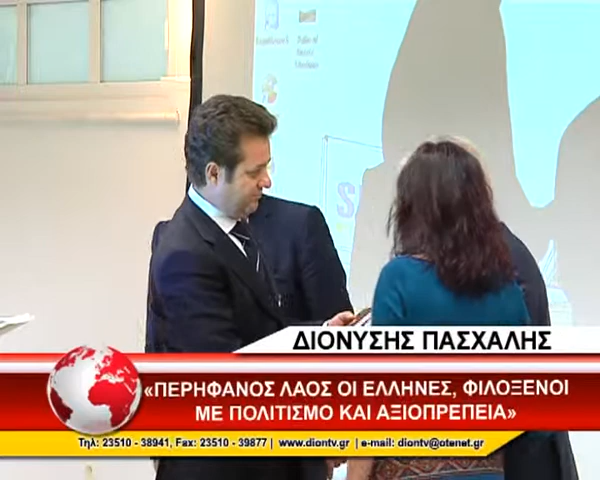 ΔΙΟΝΥΣΗΣ ΠΑΣΧΑΛΗΣ
«ΠΕΡΗΦΑΝΟΣ ΛΑΟΣ ΟΙ ΕΛΛΗΝΕΣ, ΦΙΛΟΞΕΝΟΙ
ΜΕ ΠΟΛΙΤΙΣΜΟ ΚΑΙ ΑΞΙΟΠΡΕΠΕΙΑ»
Τηλ: 23510 - 38941, Fax: 23510 - 39877 | www.diontv.gr | e-mail: diontv@otenet.gr